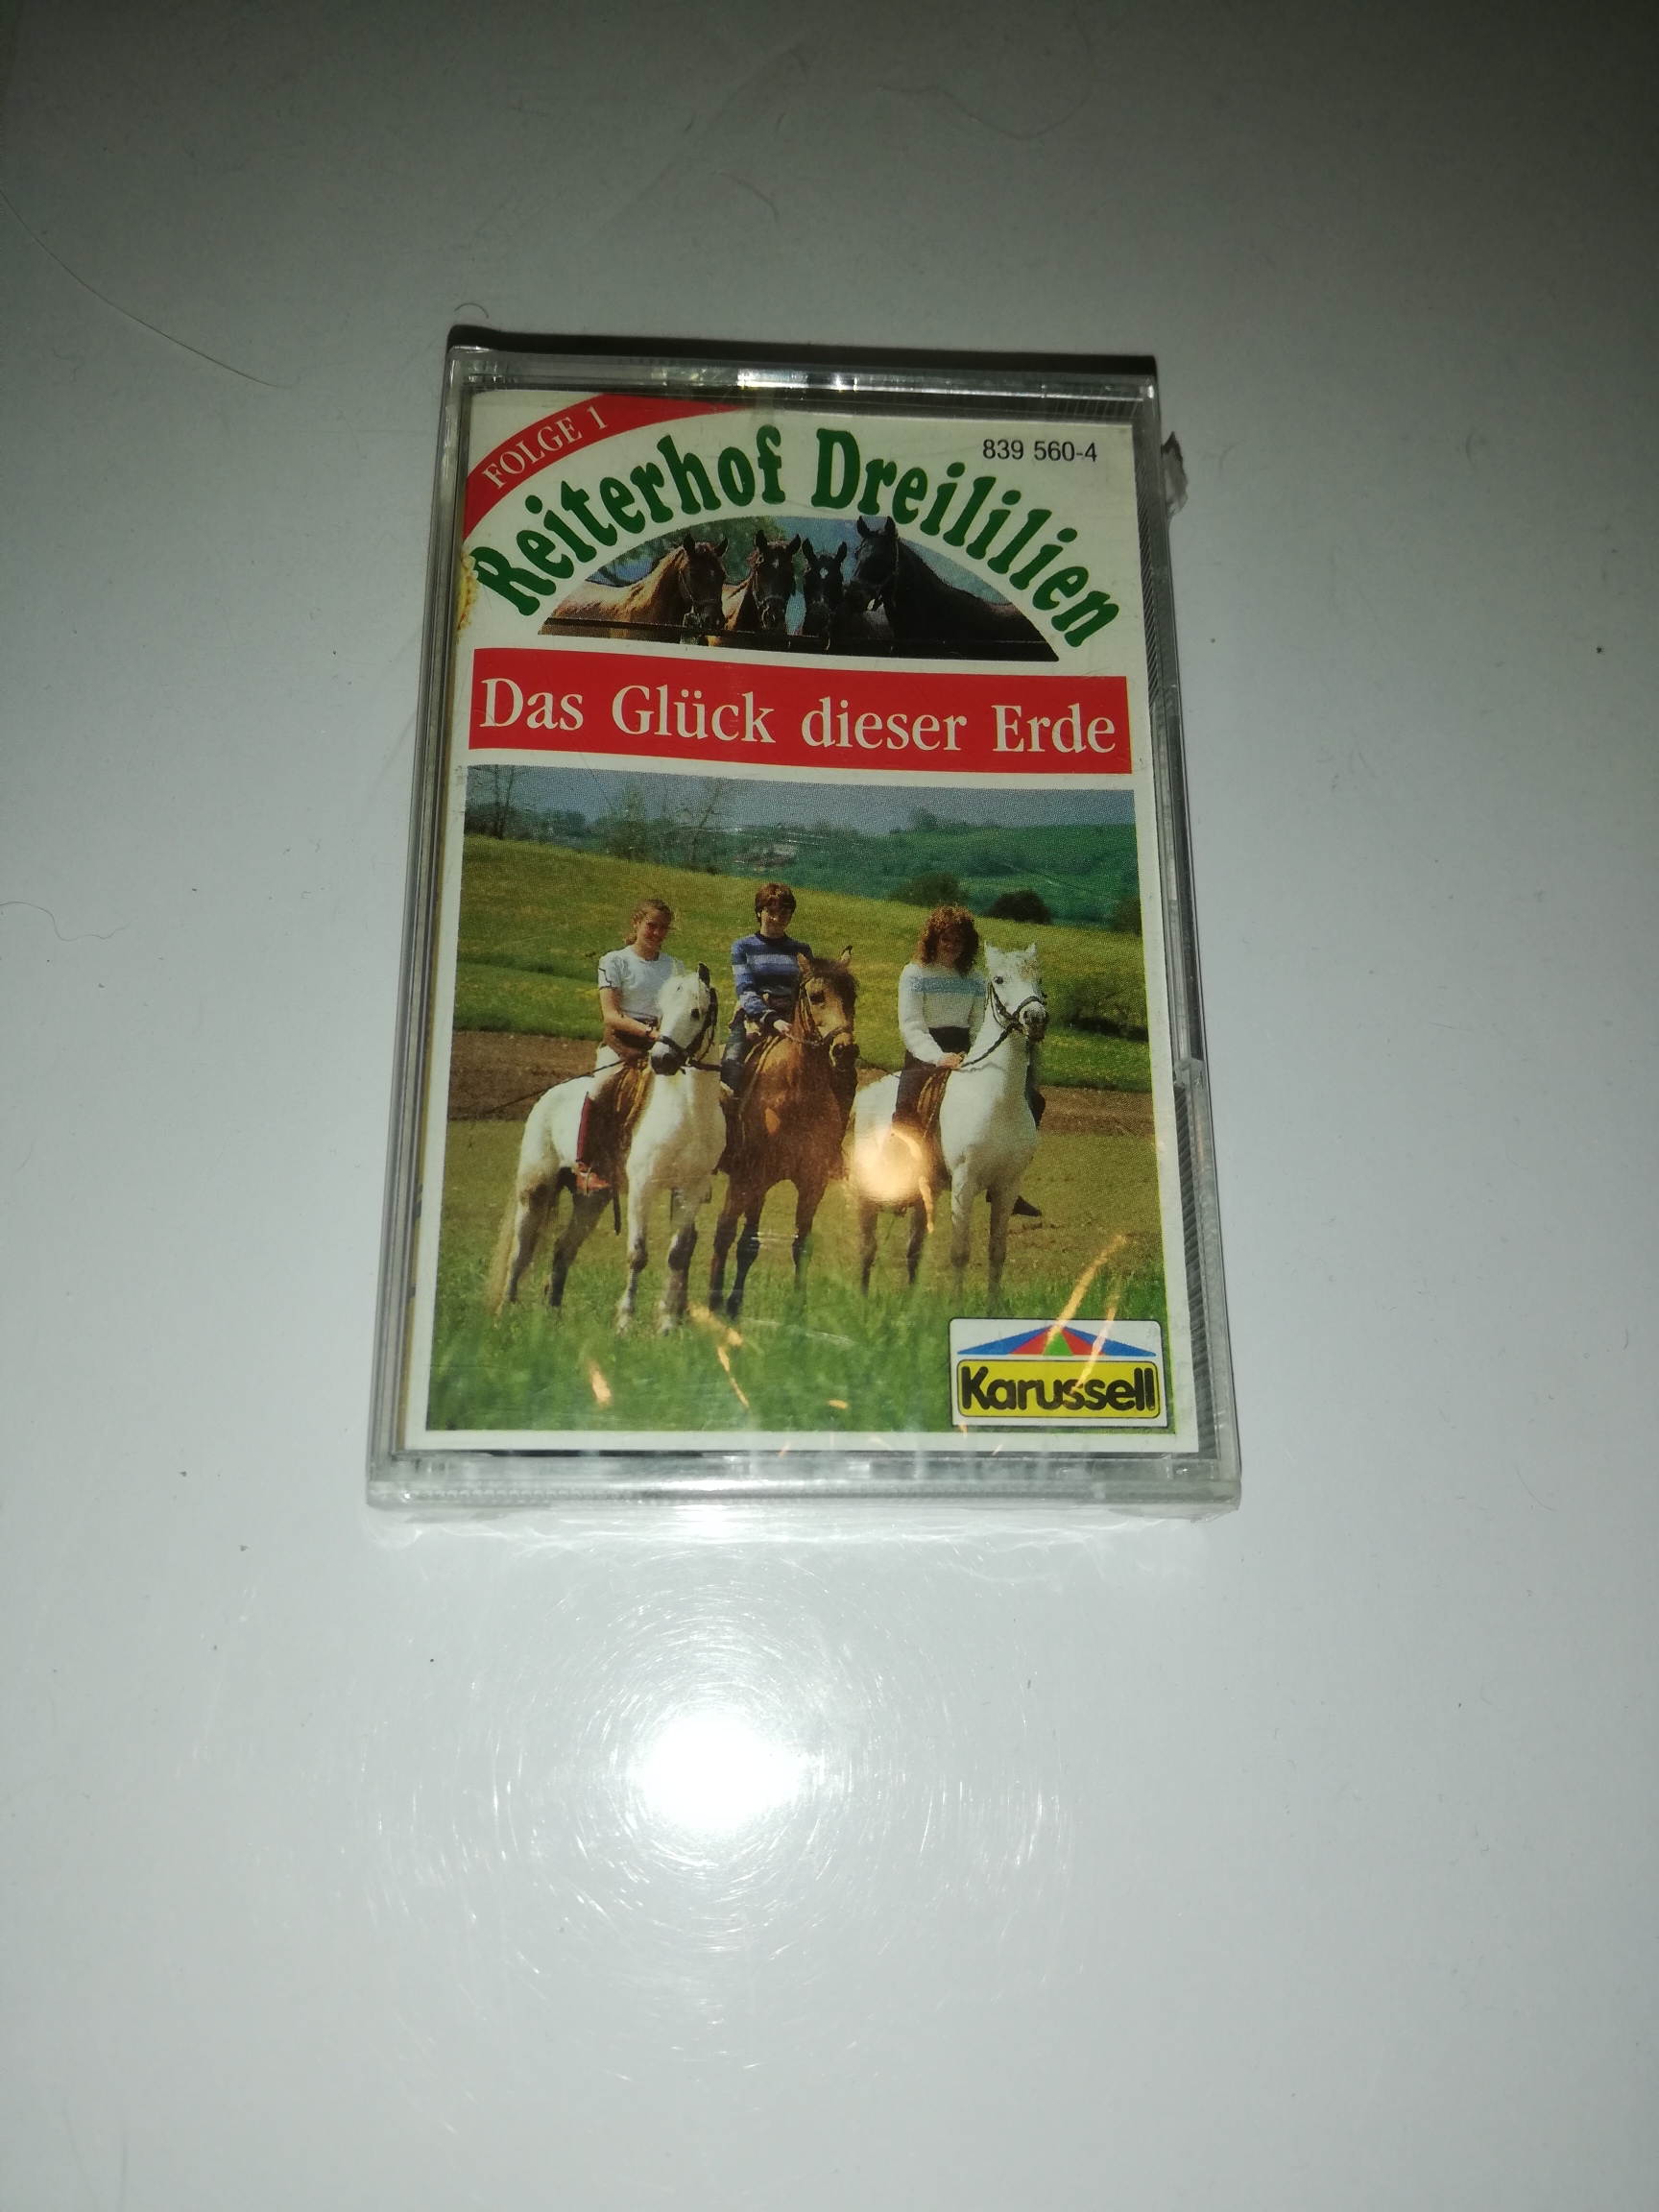 FOLGE 1
839 560-4
Reiterhof Dreililien
Das Glück dieser Erde
Karussell